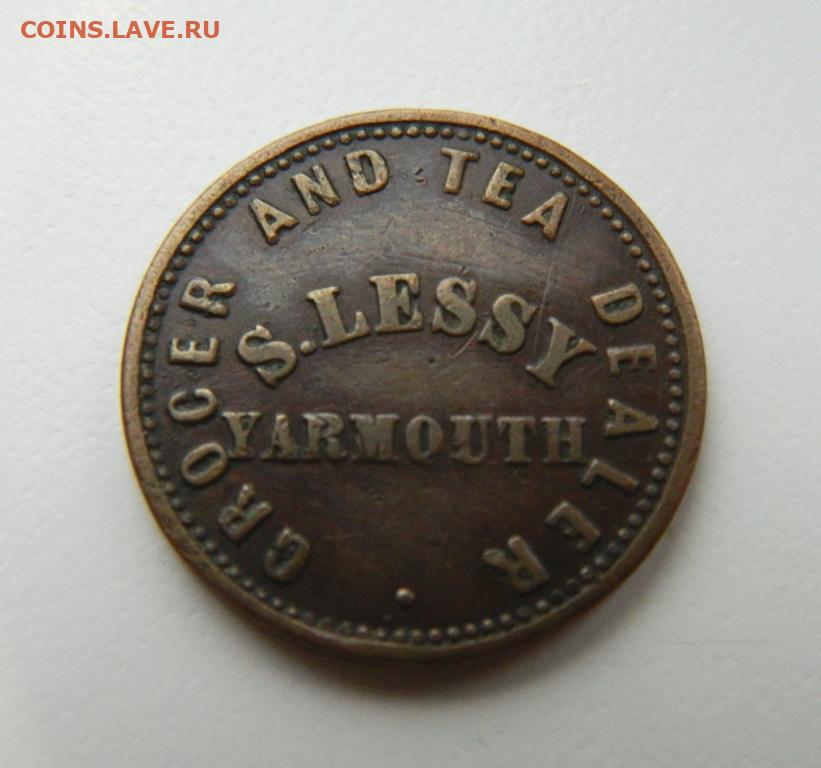 COINS.LAVE.RU
GROCER AND TEA DEALER
S. LESSY
YARMOUTH